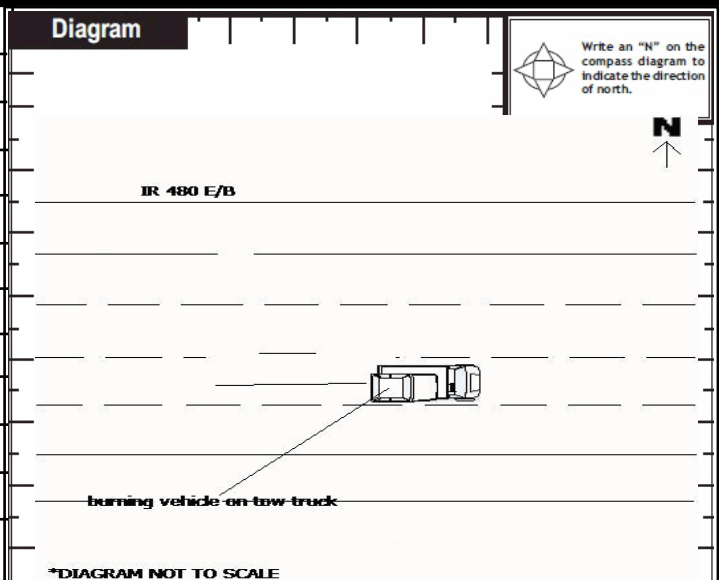 Diagram
Write an “N” on the
compass diagram to
indicate the direction
of north.
N
IR 480 E/B
burning vehicle on tow truck
*DIAGRAM NOT TO SCALE